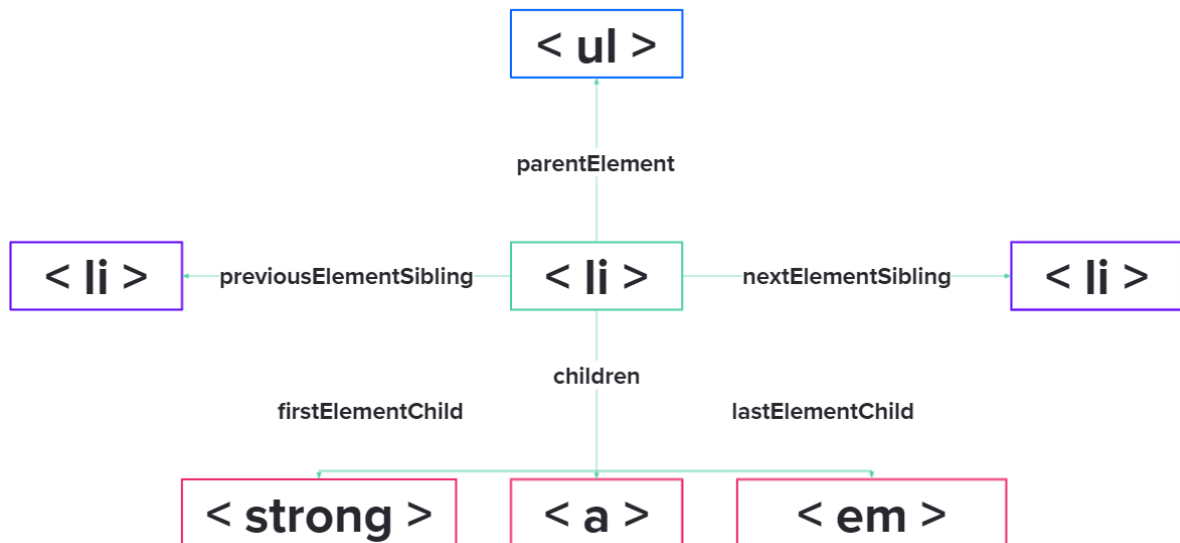 < ul >
parentElement
< li > previousElementSibling < li > nextElementSibling < li >
children
firstElementChild lastElementChild
< strong > < a > < em >